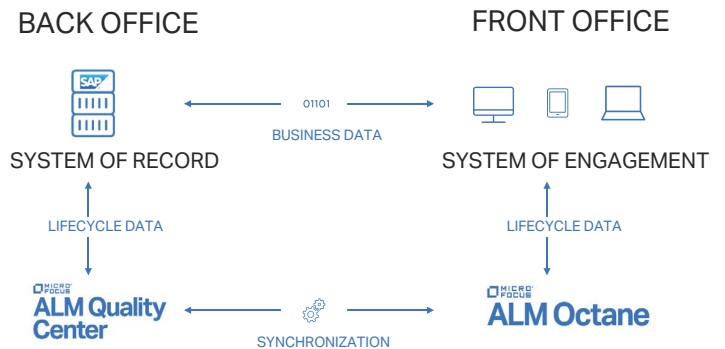 BACK OFFICE
FRONT OFFICE
SAP
01101
BUSINESS DATA
SYSTEM OF RECORD
SYSTEM OF ENGAGEMENT
LIFECYCLE DATA
LIFECYCLE DATA
MICRO
FOCUS
ALM Quality
Center
MICRO
FOCUS
ALM Octane
SYNCHRONIZATION